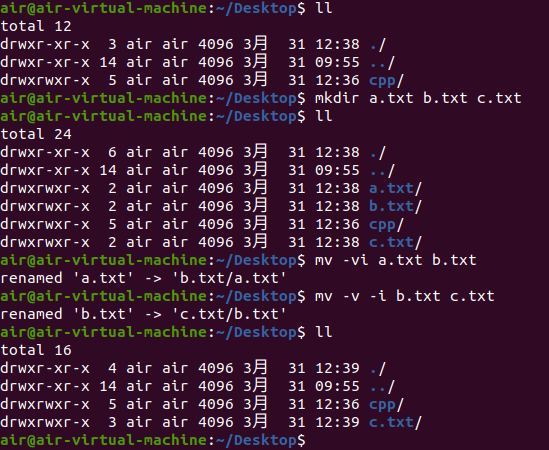 air@air-virtual-machine:~/Desktop$ ll
total 12
drwxr-xr-x  3 air air 4096 3月  31 12:38 ./
drwxr-xr-x 14 air air 4096 3月  31 09:55 ../
drwxrwxr-x  5 air air 4096 3月  31 12:36 cpp/
air@air-virtual-machine:~/Desktop$ mkdir a.txt b.txt c.txt
air@air-virtual-machine:~/Desktop$ ll
total 24
drwxr-xr-x  6 air air 4096 3月  31 12:38 ./
drwxr-xr-x 14 air air 4096 3月  31 09:55 ../
drwxrwxr-x  2 air air 4096 3月  31 12:38 a.txt/
drwxrwxr-x  2 air air 4096 3月  31 12:38 b.txt/
drwxrwxr-x  5 air air 4096 3月  31 12:36 cpp/
drwxrwxr-x  2 air air 4096 3月  31 12:38 c.txt/
air@air-virtual-machine:~/Desktop$ mv -vi a.txt b.txt
renamed 'a.txt' -> 'b.txt/a.txt'
air@air-virtual-machine:~/Desktop$ mv -v -i b.txt c.txt
renamed 'b.txt' -> 'c.txt/b.txt'
air@air-virtual-machine:~/Desktop$ ll
total 16
drwxr-xr-x  4 air air 4096 3月  31 12:39 ./
drwxr-xr-x 14 air air 4096 3月  31 09:55 ../
drwxrwxr-x  5 air air 4096 3月  31 12:36 cpp/
drwxrwxr-x  3 air air 4096 3月  31 12:39 c.txt/
air@air-virtual-machine:~/Desktop$